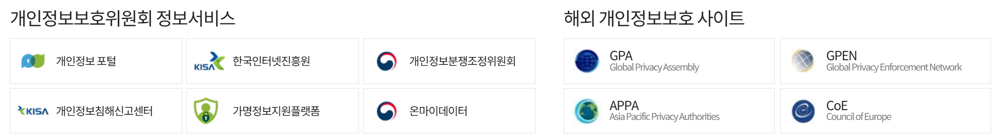 개인정보보호위원회 정보서비스
개인정보 포털
KISA
한국인터넷진흥원
개인정보분쟁조정위원회
KISA
개인정보침해신고센터
가명정보지원플랫폼
온마이데이터
해외 개인정보보호 사이트
GPA
Global Privacy Assembly
GPEN
Global Privacy Enforcement Network
APPA
Asia Pacific Privacy Authorities
CoE
Council of Europe